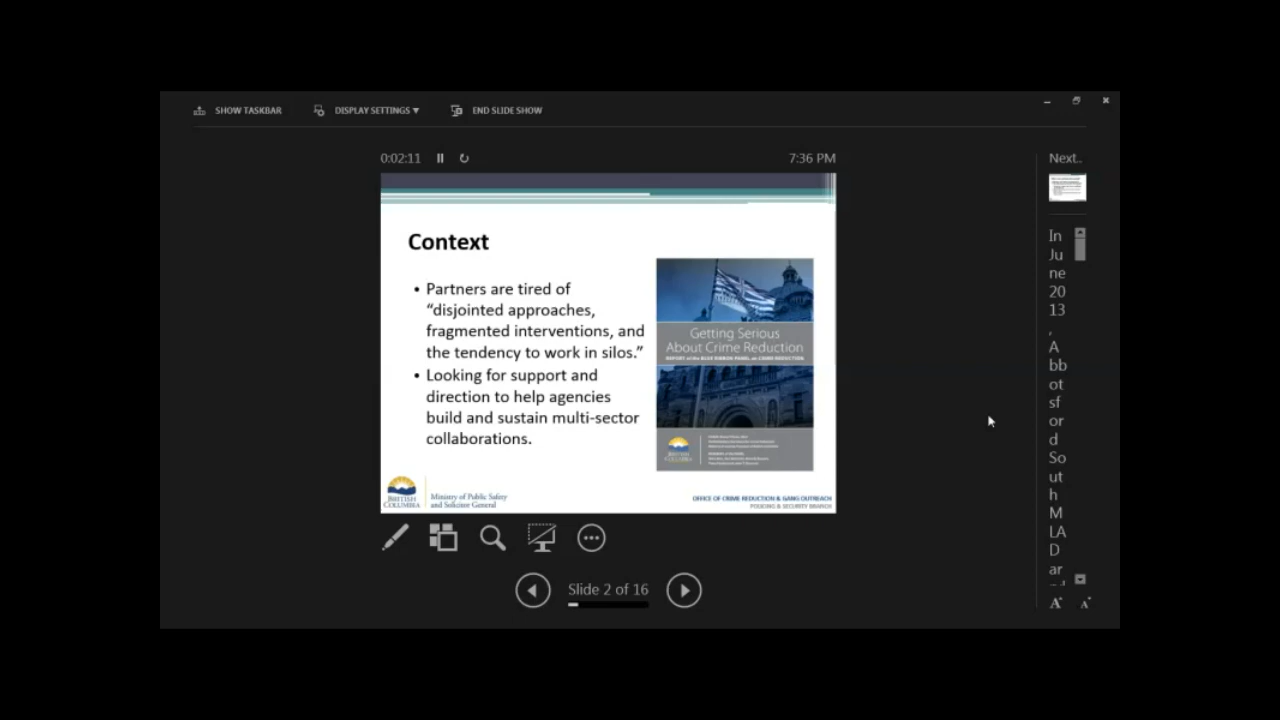 SHOW TASKBAR
DISPLAY SETTINGS ▼
END SLIDE SHOW
0:02:11
7:36 PM
Context
• Partners are tired of
“disjointed approaches,
fragmented interventions, and
the tendency to work in silos.”
• Looking for support and
direction to help agencies
build and sustain multi-sector
collaborations.
Getting Serious
About Crime Reduction
REPORT of the BLUE RIBBON PANEL on CRIME REDUCTION
BRITISH
COLUMBIA
BRITISH
COLUMBIA
Ministry of Public Safety
and Solicitor General
OFFICE OF CRIME REDUCTION & GANG OUTREACH
POLICING & SECURITY BRANCH
Slide 2 of 16
Next..
In
Ju
ne
20
13
,
A
bb
ot
sf
or
d
So
ut
h
M
LA
D
ar
A
A